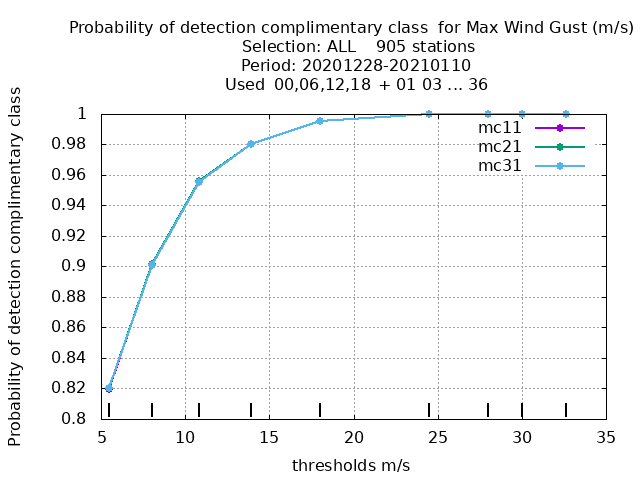 Probability of detection complimentary class for Max Wind Gust (m/s)
Selection: ALL 905 stations
Period: 20201228-20210110
Used 00,06,12,18 + 01 03 ... 36
Probability of detection complimentary class
1
0.98
0.96
0.94
0.92
0.9
0.88
0.86
0.84
0.82
0.8
mc11
mc21
mc31
5 10 15 20 25 30 35
thresholds m/s